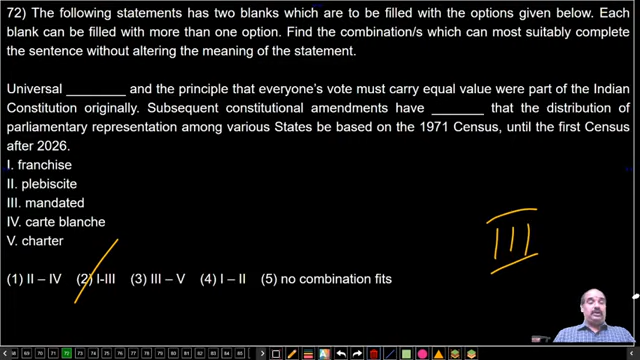 72) The following statements has two blanks which are to be filled with the options given below. Each
blank can be filled with more than one option. Find the combination/s which can most suitably complete
the sentence without altering the meaning of the statement.
Universal ________ and the principle that everyone's vote must carry equal value were part of the Indian
Constitution originally. Subsequent constitutional amendments have _______ that the distribution of
parliamentary representation among various States be based on the 1971 Census, until the first Census
after 2026.
I. franchise
II. plebiscite
III. mandated
IV. carte blanche
V. charter
III
(1) II – IV (2) I-III (3) III – V (4) I – II (5) no combination fits